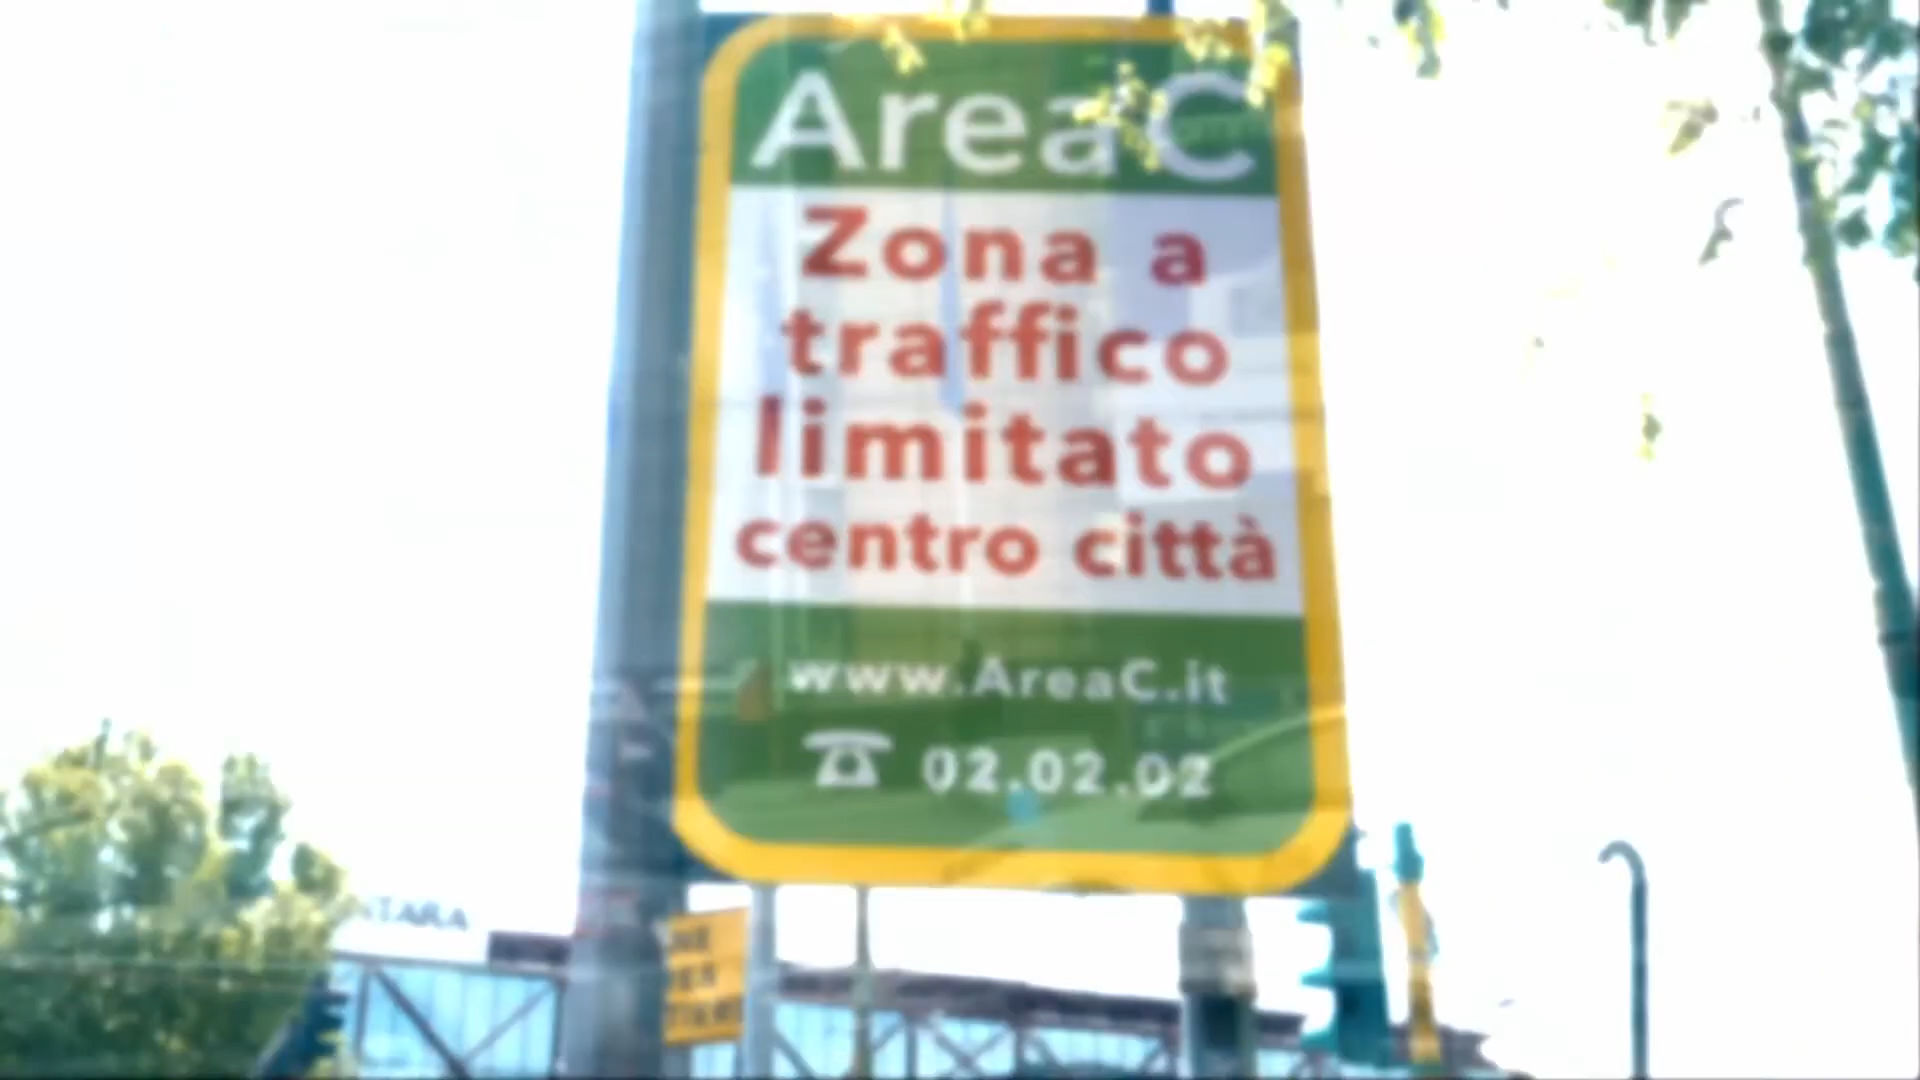 AreaC
Zona a
traffico
limitato
centro città
www.AreaC.it
02.02.02